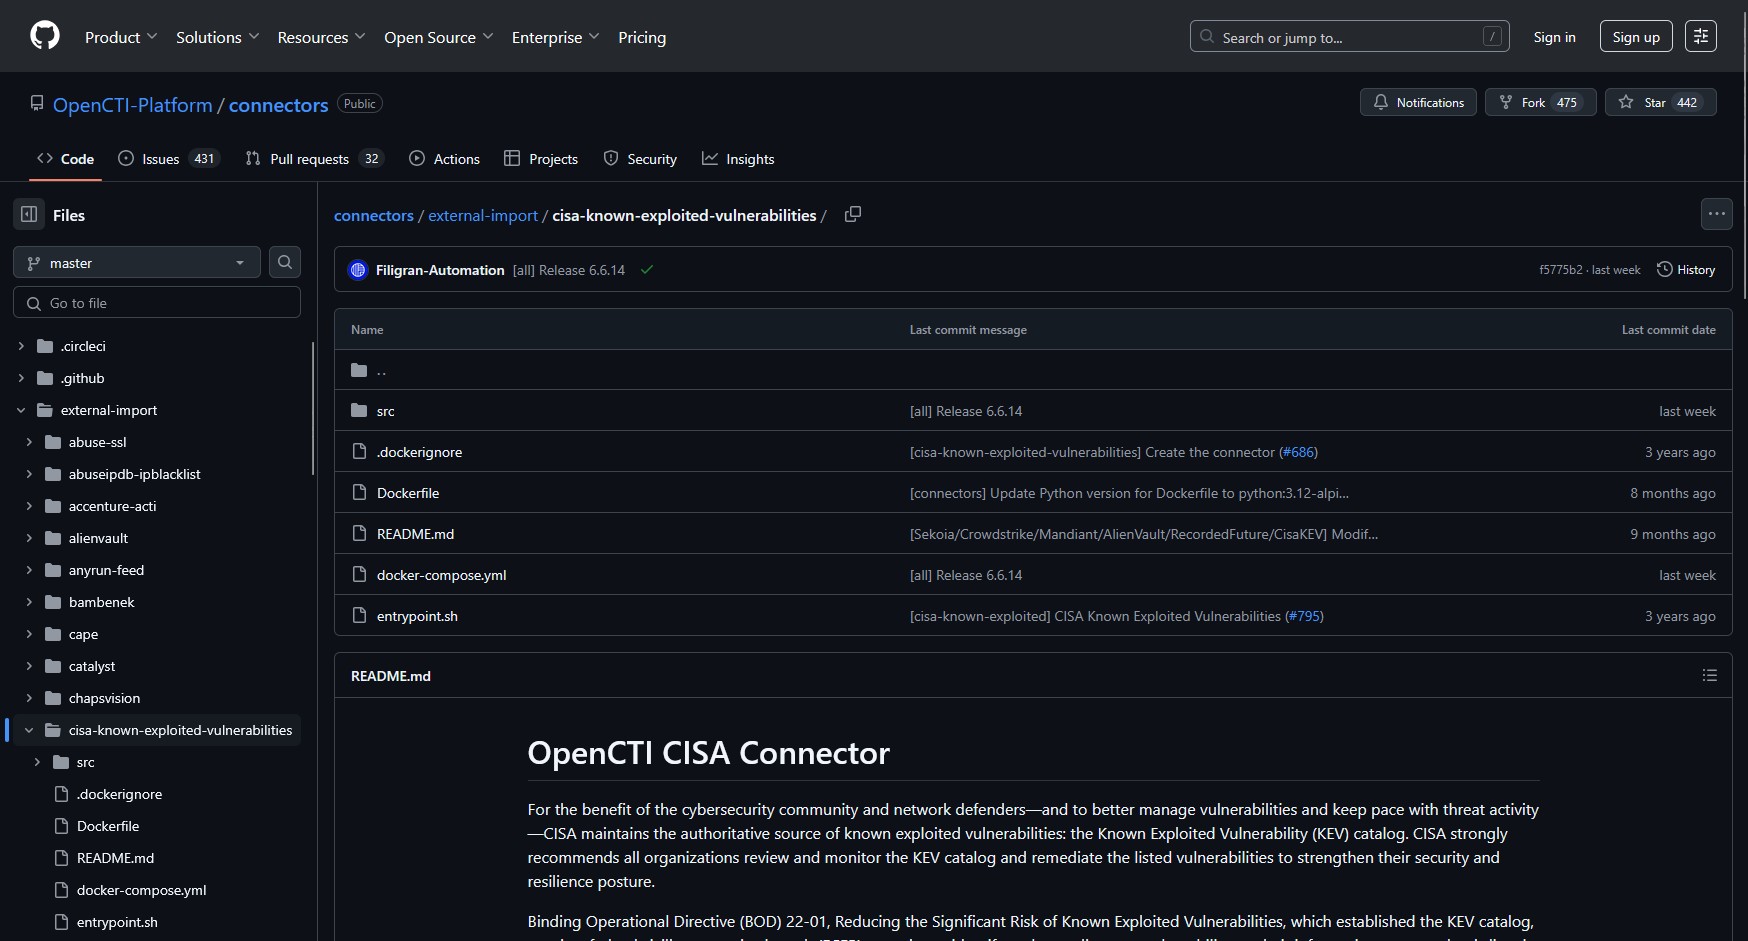 Product Solutions Resources Open Source Enterprise Pricing Search or jump to... / Sign in Sign up
OpenCTI-Platform / connectors Public Notifications Fork 475 Star 442
Code Issues 431 Pull requests 32 Actions Projects Security Insights
Files
master
Go to file
.circleci
.github
external-import
abuse-ssl
abuseipdb-ipblacklist
accenture-acti
alienvault
anyrun-feed
bambenek
cape
catalyst
chapsvision
cisa-known-exploited-vulnerabilities
src
.dockerignore
Dockerfile
README.md
docker-compose.yml
entrypoint.sh
connectors / external-import / cisa-known-exploited-vulnerabilities /
Filigran-Automation [all] Release 6.6.14 f5775b2 · last week History
Name Last commit message Last commit date
..
src [all] Release 6.6.14 last week
.dockerignore [cisa-known-exploited-vulnerabilities] Create the connector (#686) 3 years ago
Dockerfile [connectors] Update Python version for Dockerfile to python:3.12-alpi... 8 months ago
README.md [Sekoia/Crowdstrike/Mandiant/AlienVault/RecordedFuture/CisaKEV] Modif... 9 months ago
docker-compose.yml [all] Release 6.6.14 last week
entrypoint.sh [cisa-known-exploited] CISA Known Exploited Vulnerabilities (#795) 3 years ago
README.md
OpenCTI CISA Connector
For the benefit of the cybersecurity community and network defenders—and to better manage vulnerabilities and keep pace with threat activity
—CISA maintains the authoritative source of known exploited vulnerabilities: the Known Exploited Vulnerability (KEV) catalog. CISA strongly
recommends all organizations review and monitor the KEV catalog and remediate the listed vulnerabilities to strengthen their security and
resilience posture.
Binding Operational Directive (BOD) 22-01, Reducing the Significant Risk of Known Exploited Vulnerabilities, which established the KEV catalog,